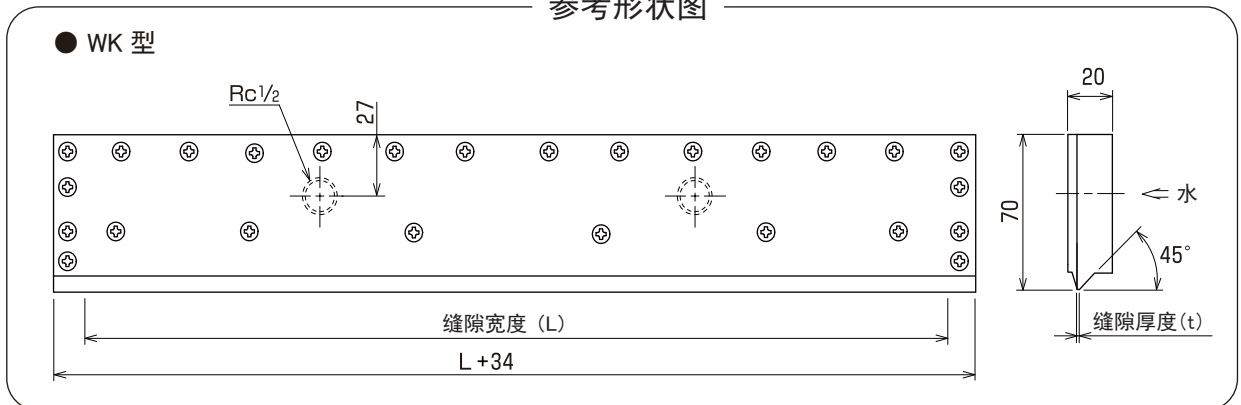 参考形状图
● WK 型
Rc1/2
27
20
70
水
45°
缝隙宽度（L）
缝隙厚度(t)
L+34